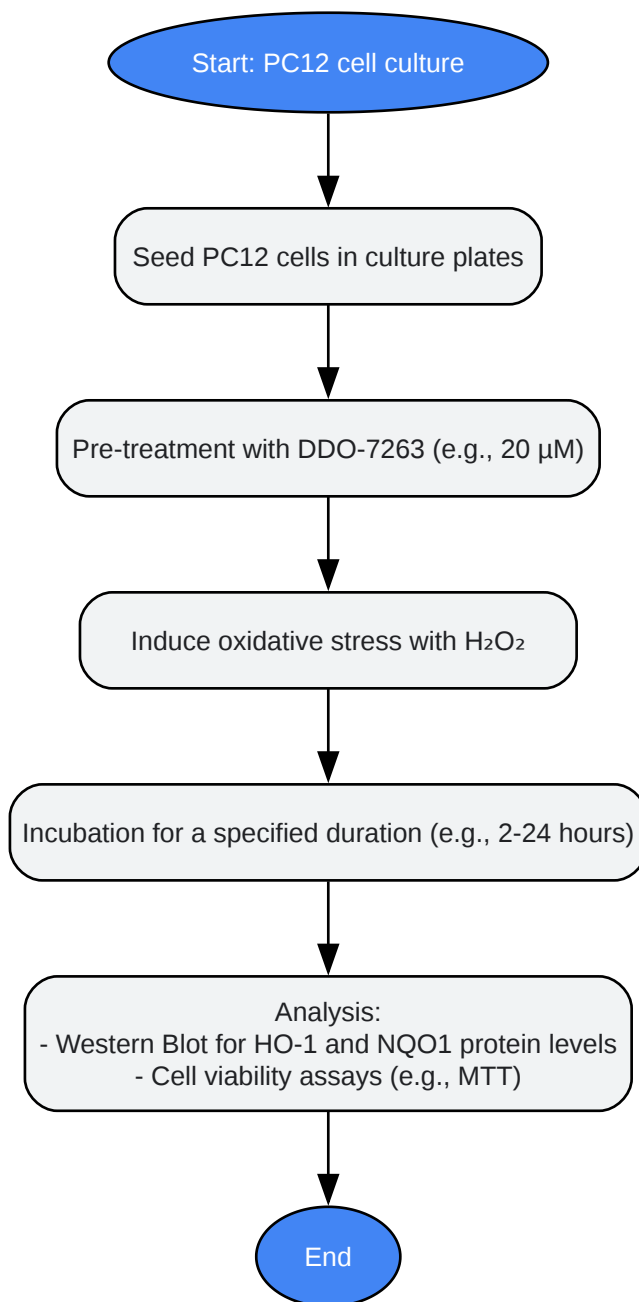 Start: PC12 cell culture
Seed PC12 cells in culture plates
Pre-treatment with DDO-7263 (e.g., 20 µM)
Induce oxidative stress with H₂O₂
Incubation for a specified duration (e.g., 2-24 hours)
Analysis:
- Western Blot for HO-1 and NQO1 protein levels
- Cell viability assays (e.g., MTT)
End